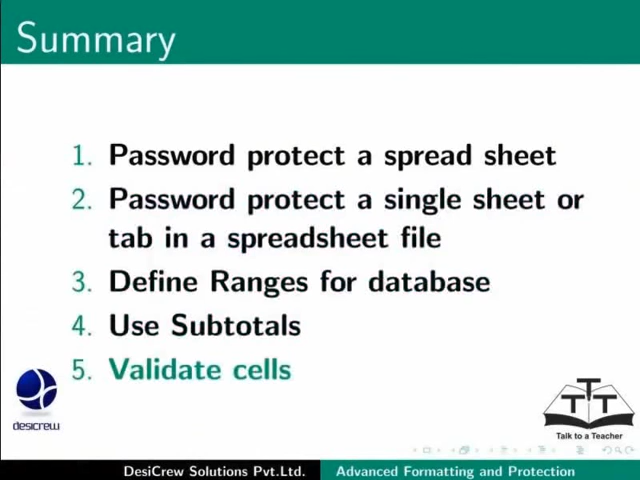 Summary
1. Password protect a spread sheet
2. Password protect a single sheet or
tab in a spreadsheet file
3. Define Ranges for database
4. Use Subtotals
5. Validate cells
desicrew
TTT
Talk to a Teacher
DesiCrew Solutions Pvt.Ltd. Advanced Formatting and Protection